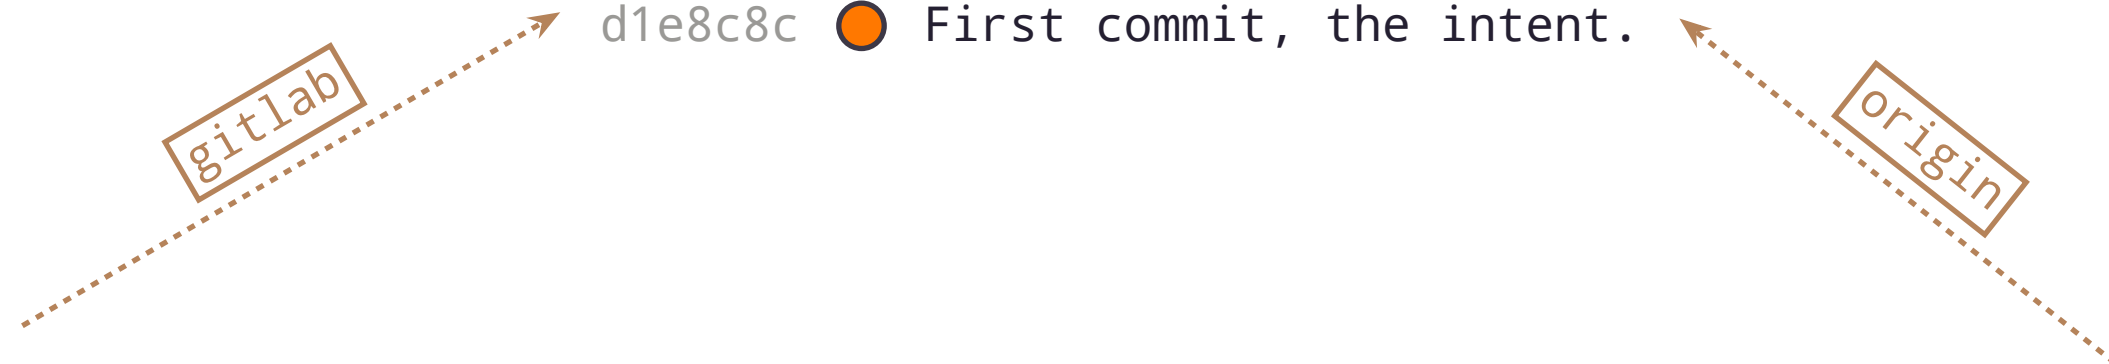 d1e8c8c First commit, the intent.
gitlab
origin